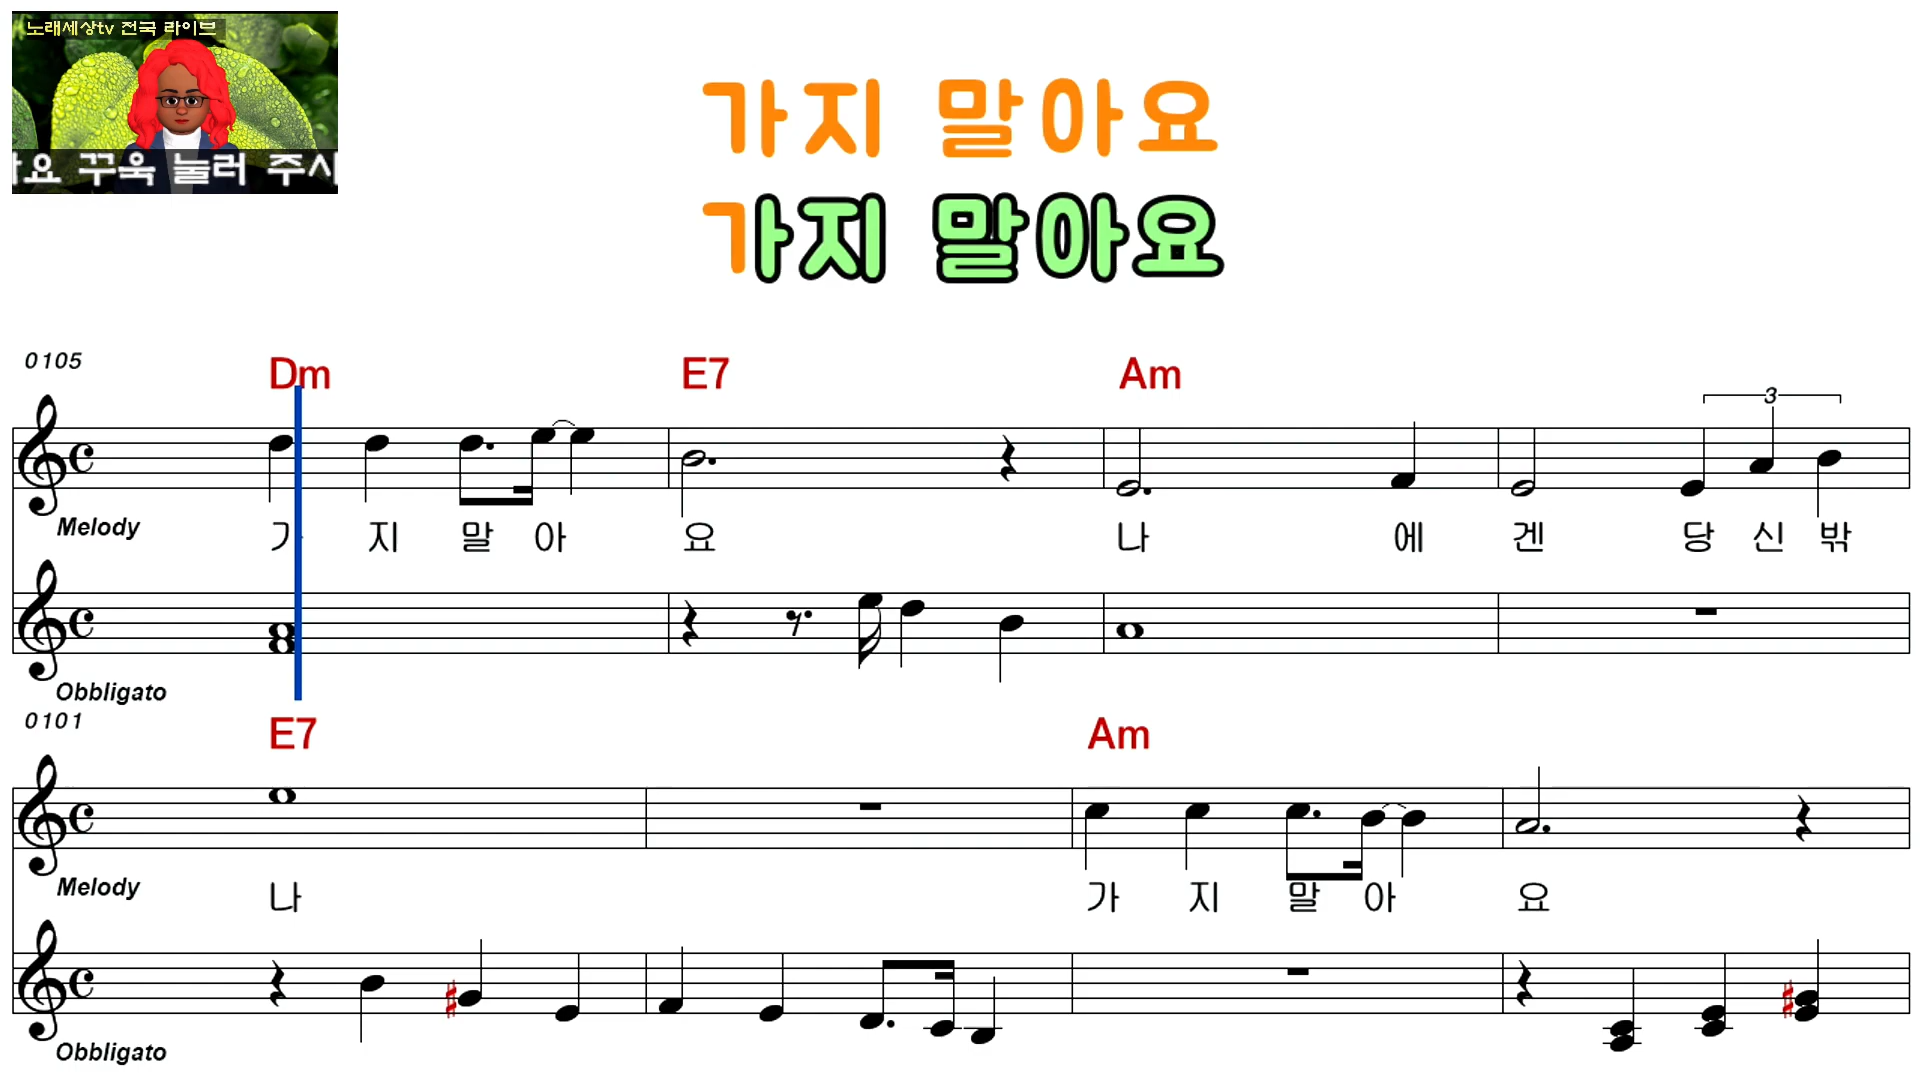 노래세상tv 전국 라이브
요 꾸욱 눌러 주시
가지 말아요
가지 말아요
0105
Dm E7 Am
3
Melody
가 지 말 아 요 나 에 겐 당 신 밖
Obbligato
0101
E7 Am
Melody
나 가 지 말 아 요
Obbligato